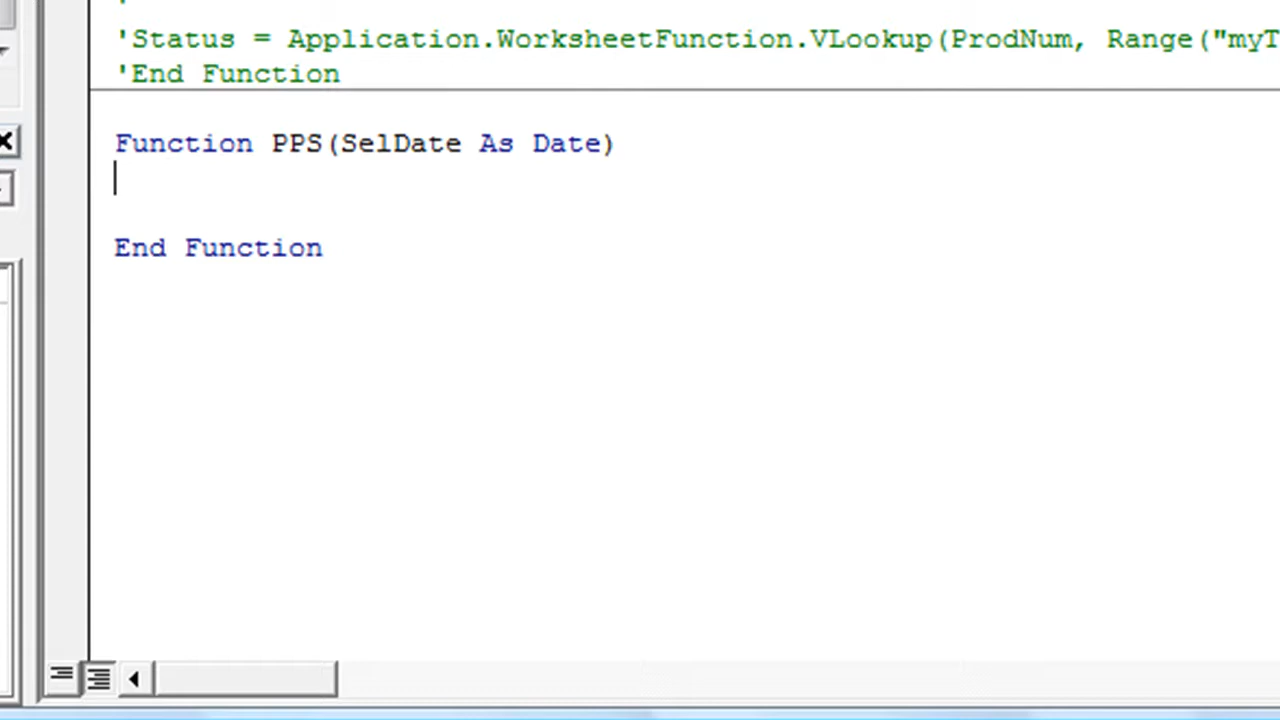 'Status = Application.WorksheetFunction.VLookup(ProdNum, Range("myT
'End Function
Function PPS(SelDate As Date)
End Function